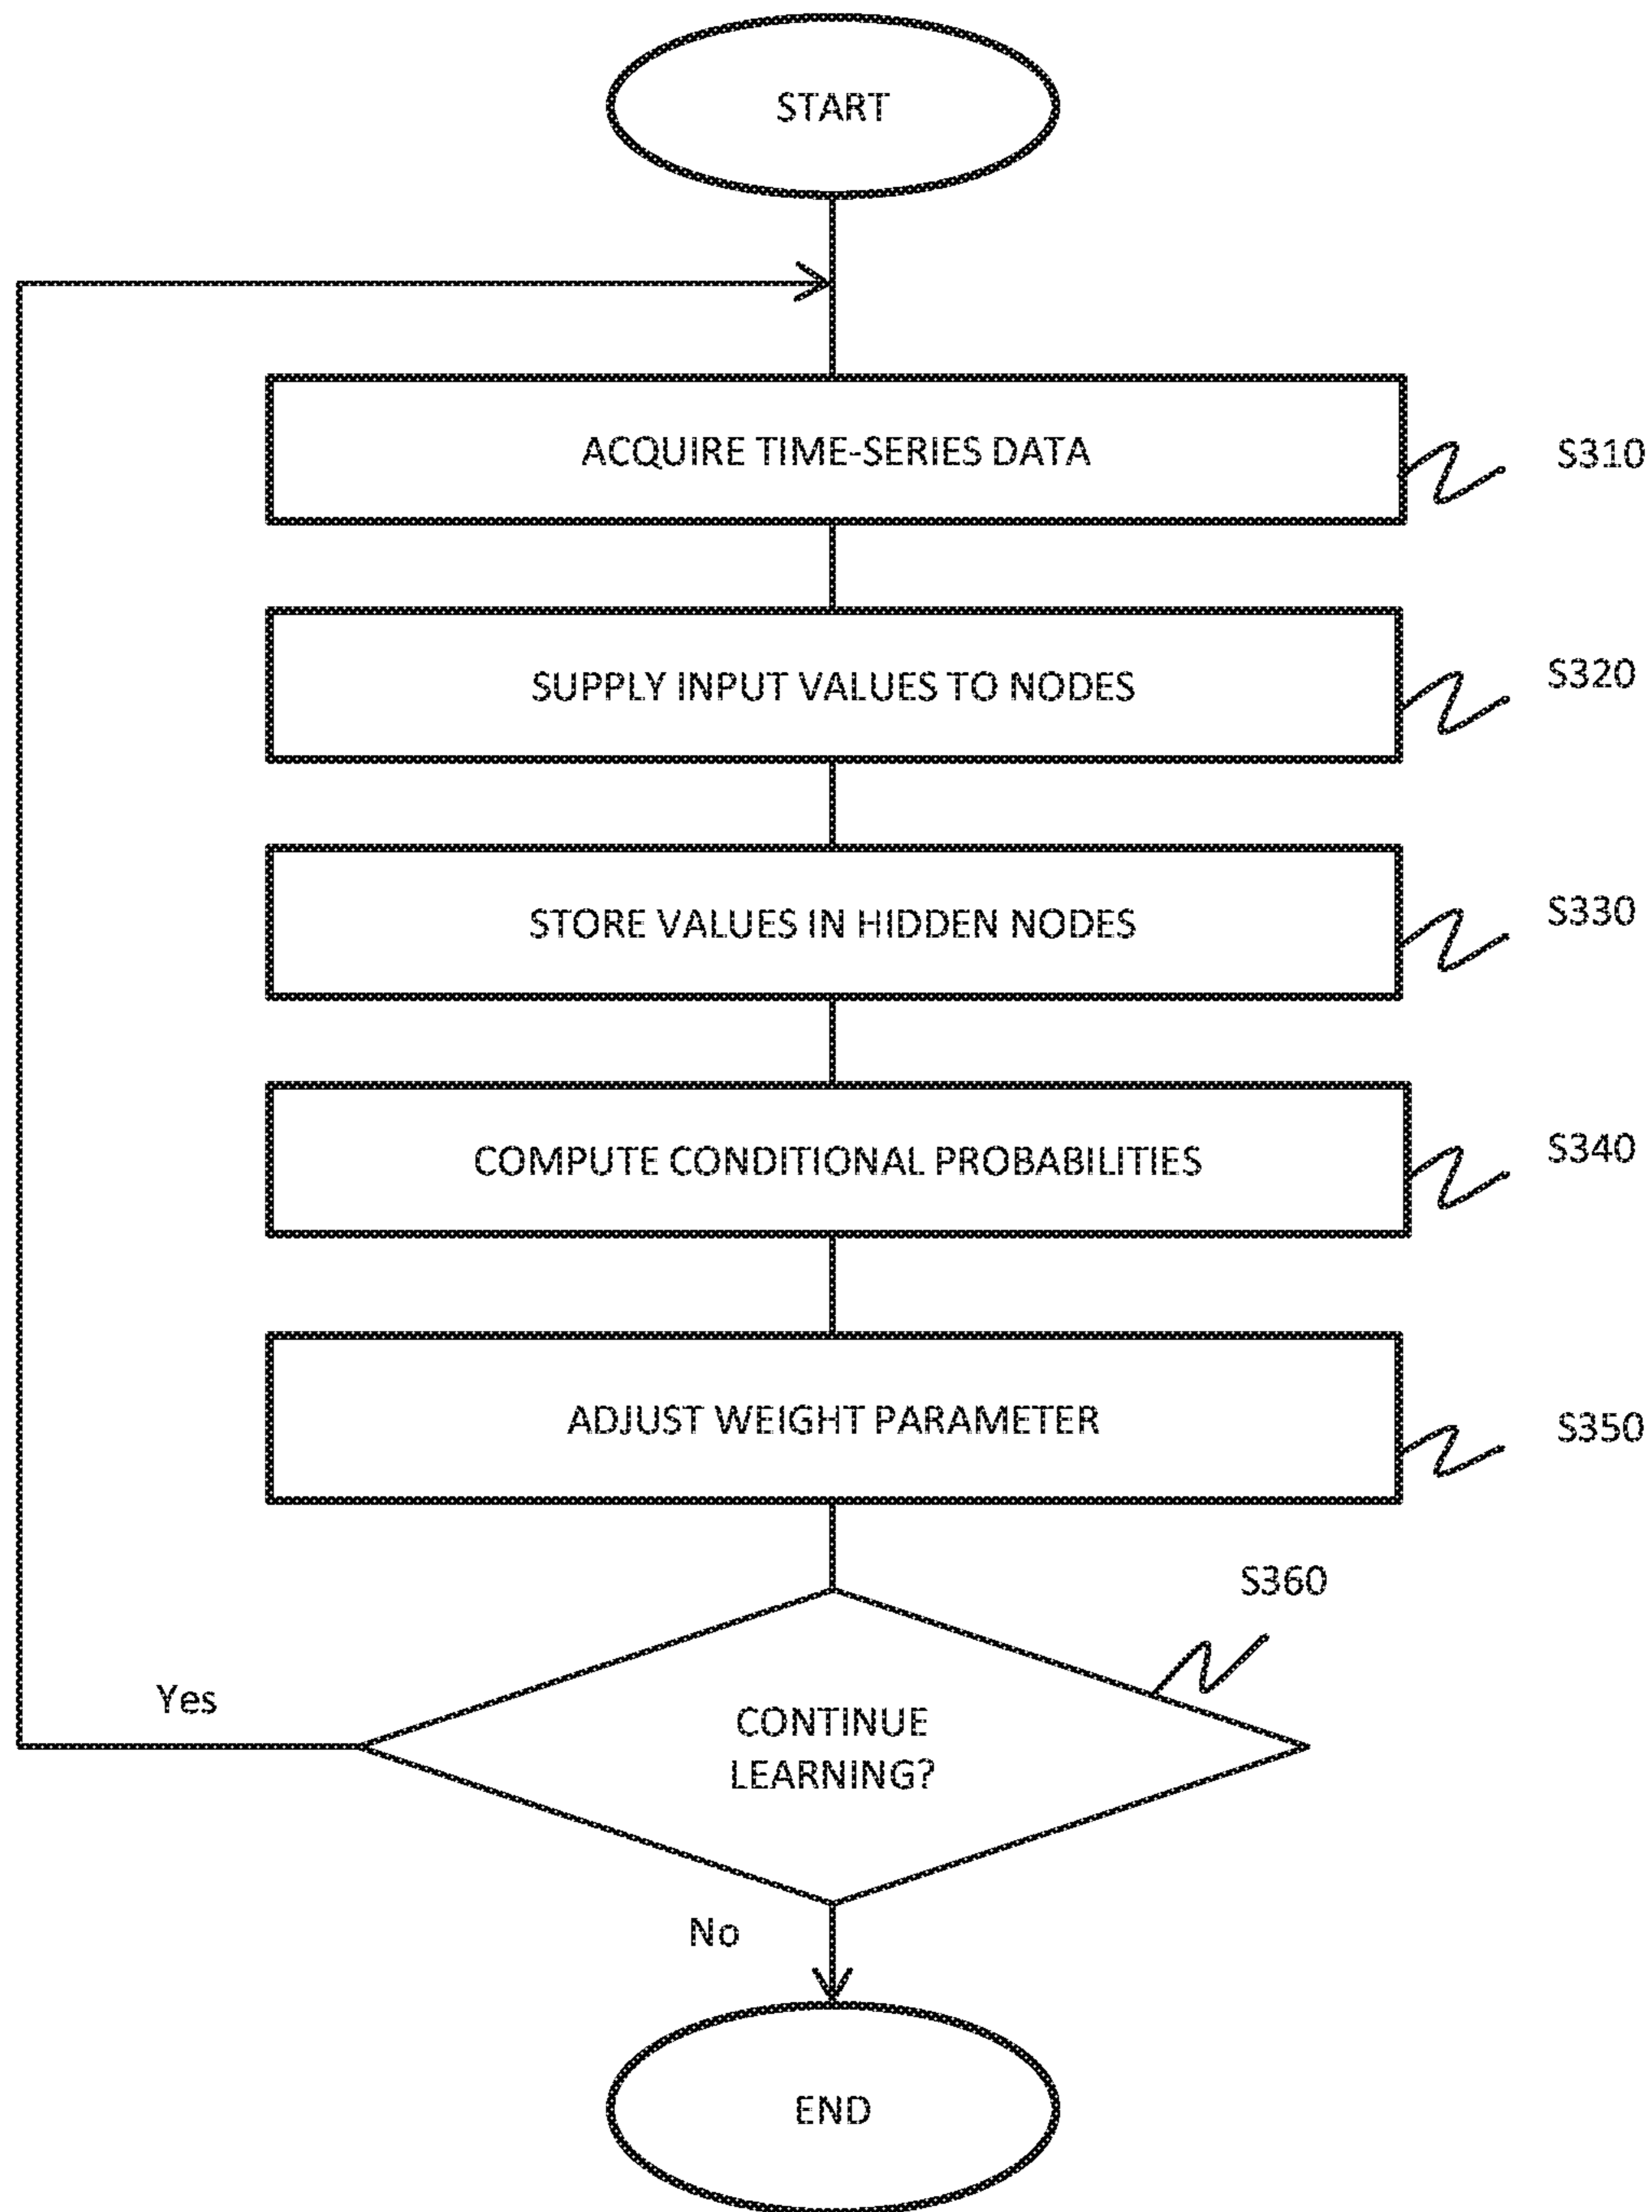 START
ACQUIRE TIME-SERIES DATA
S310
SUPPLY INPUT VALUES TO NODES
S320
STORE VALUES IN HIDDEN NODES
S330
COMPUTE CONDITIONAL PROBABILITIES
S340
ADJUST WEIGHT PARAMETER
S350
S360
Yes
CONTINUE
LEARNING?
No
END